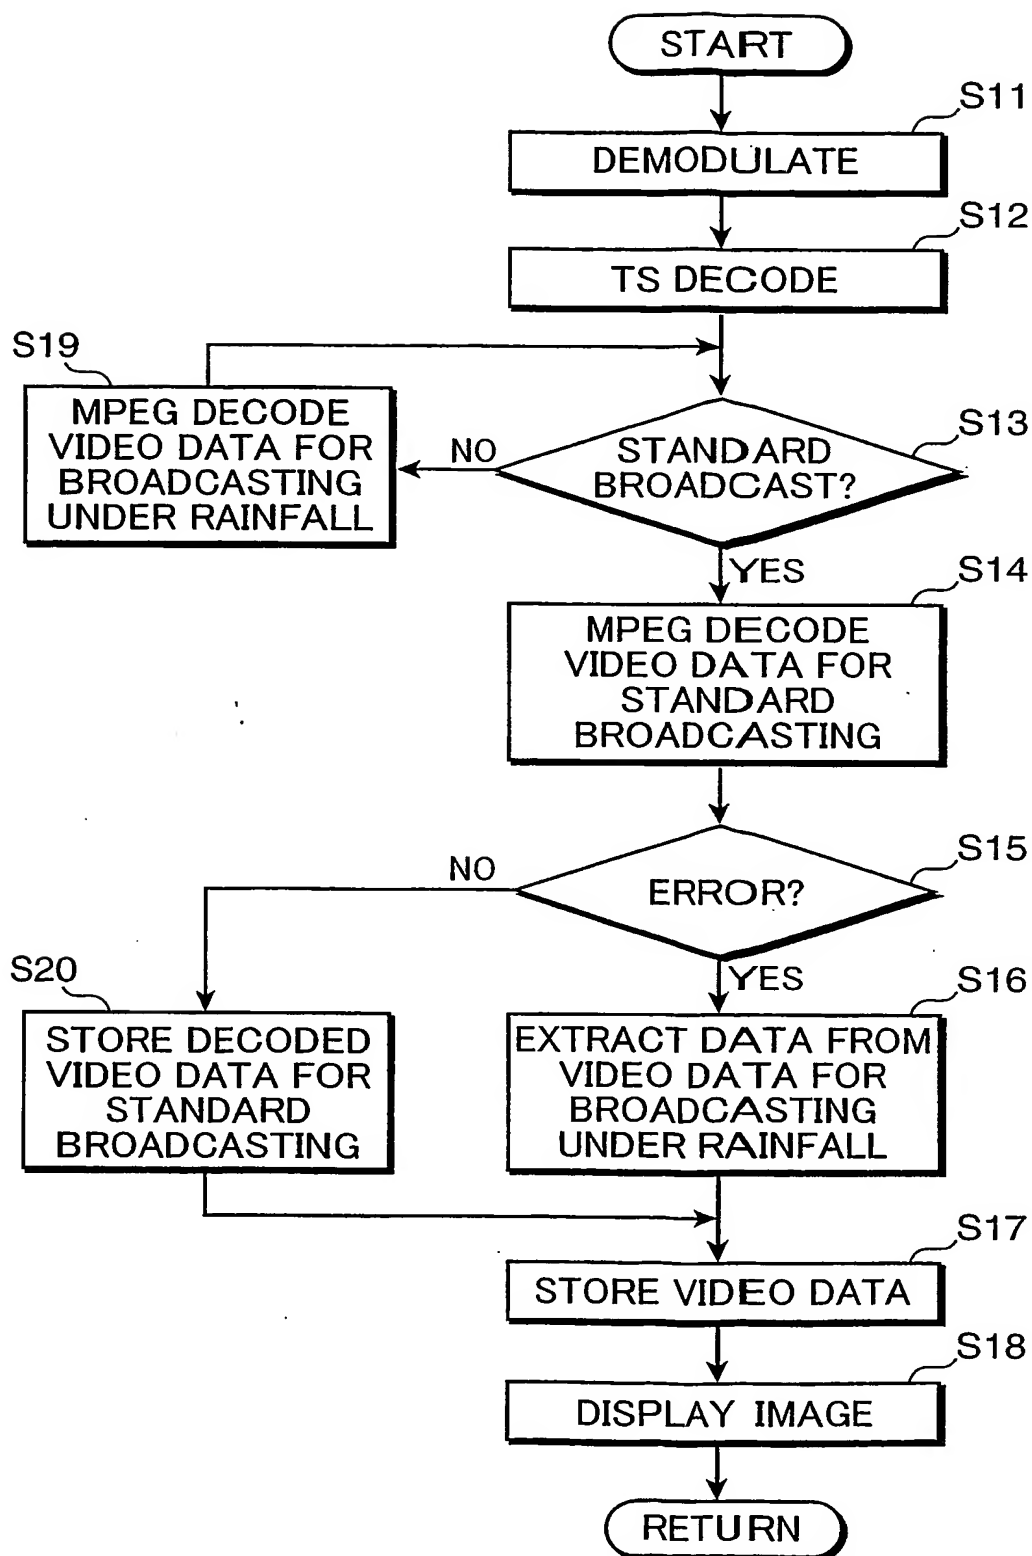 START
S11
DEMODULATE
S12
TS DECODE
S19
MPEG DECODE
VIDEO DATA FOR
BROADCASTING
UNDER RAINFALL
NO
STANDARD
BROADCAST?
S13
YES
S14
MPEG DECODE
VIDEO DATA FOR
STANDARD
BROADCASTING
NO
ERROR?
S15
YES
S20
STORE DECODED
VIDEO DATA FOR
STANDARD
BROADCASTING
S16
EXTRACT DATA FROM
VIDEO DATA FOR
BROADCASTING
UNDER RAINFALL
S17
STORE VIDEO DATA
S18
DISPLAY IMAGE
RETURN